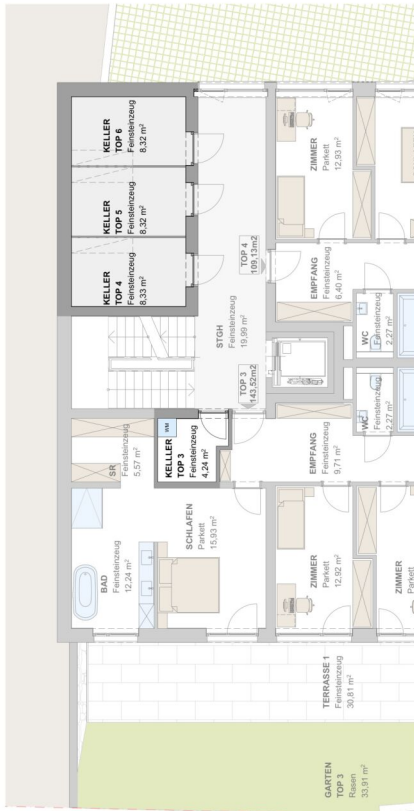 KELLER
TOP 6
Feinsteinzeug
8,32 m²
KELLER
TOP 5
Feinsteinzeug
8,32 m²
KELLER
TOP 4
Feinsteinzeug
8,33 m²
ZIMMER
Parkett
12,93 m²
TOP 4
109,13m2
EMPFANG
Feinsteinzeug
6,40 m²
STGH
Feinsteinzeug
19,99 m²
WC
Feinsteinzeug
2,27 m²
TOP 3
143,52m2
WC
Feinsteinzeug
2,27 m²
SR
Feinsteinzeug
5,57 m²
WM
KELLLER
TOP 3
Feinsteinzeug
4,24 m²
EMPFANG
Feinsteinzeug
9,71 m²
BAD
Feinsteinzeug
12,24 m²
SCHLAFEN
Parkett
15,93 m²
ZIMMER
Parkett
12,92 m²
ZIMMER
Parkett
TERRASSE 1
Feinsteinzeug
30,81 m²
GARTEN
TOP 3
Rasen
33,91 m²